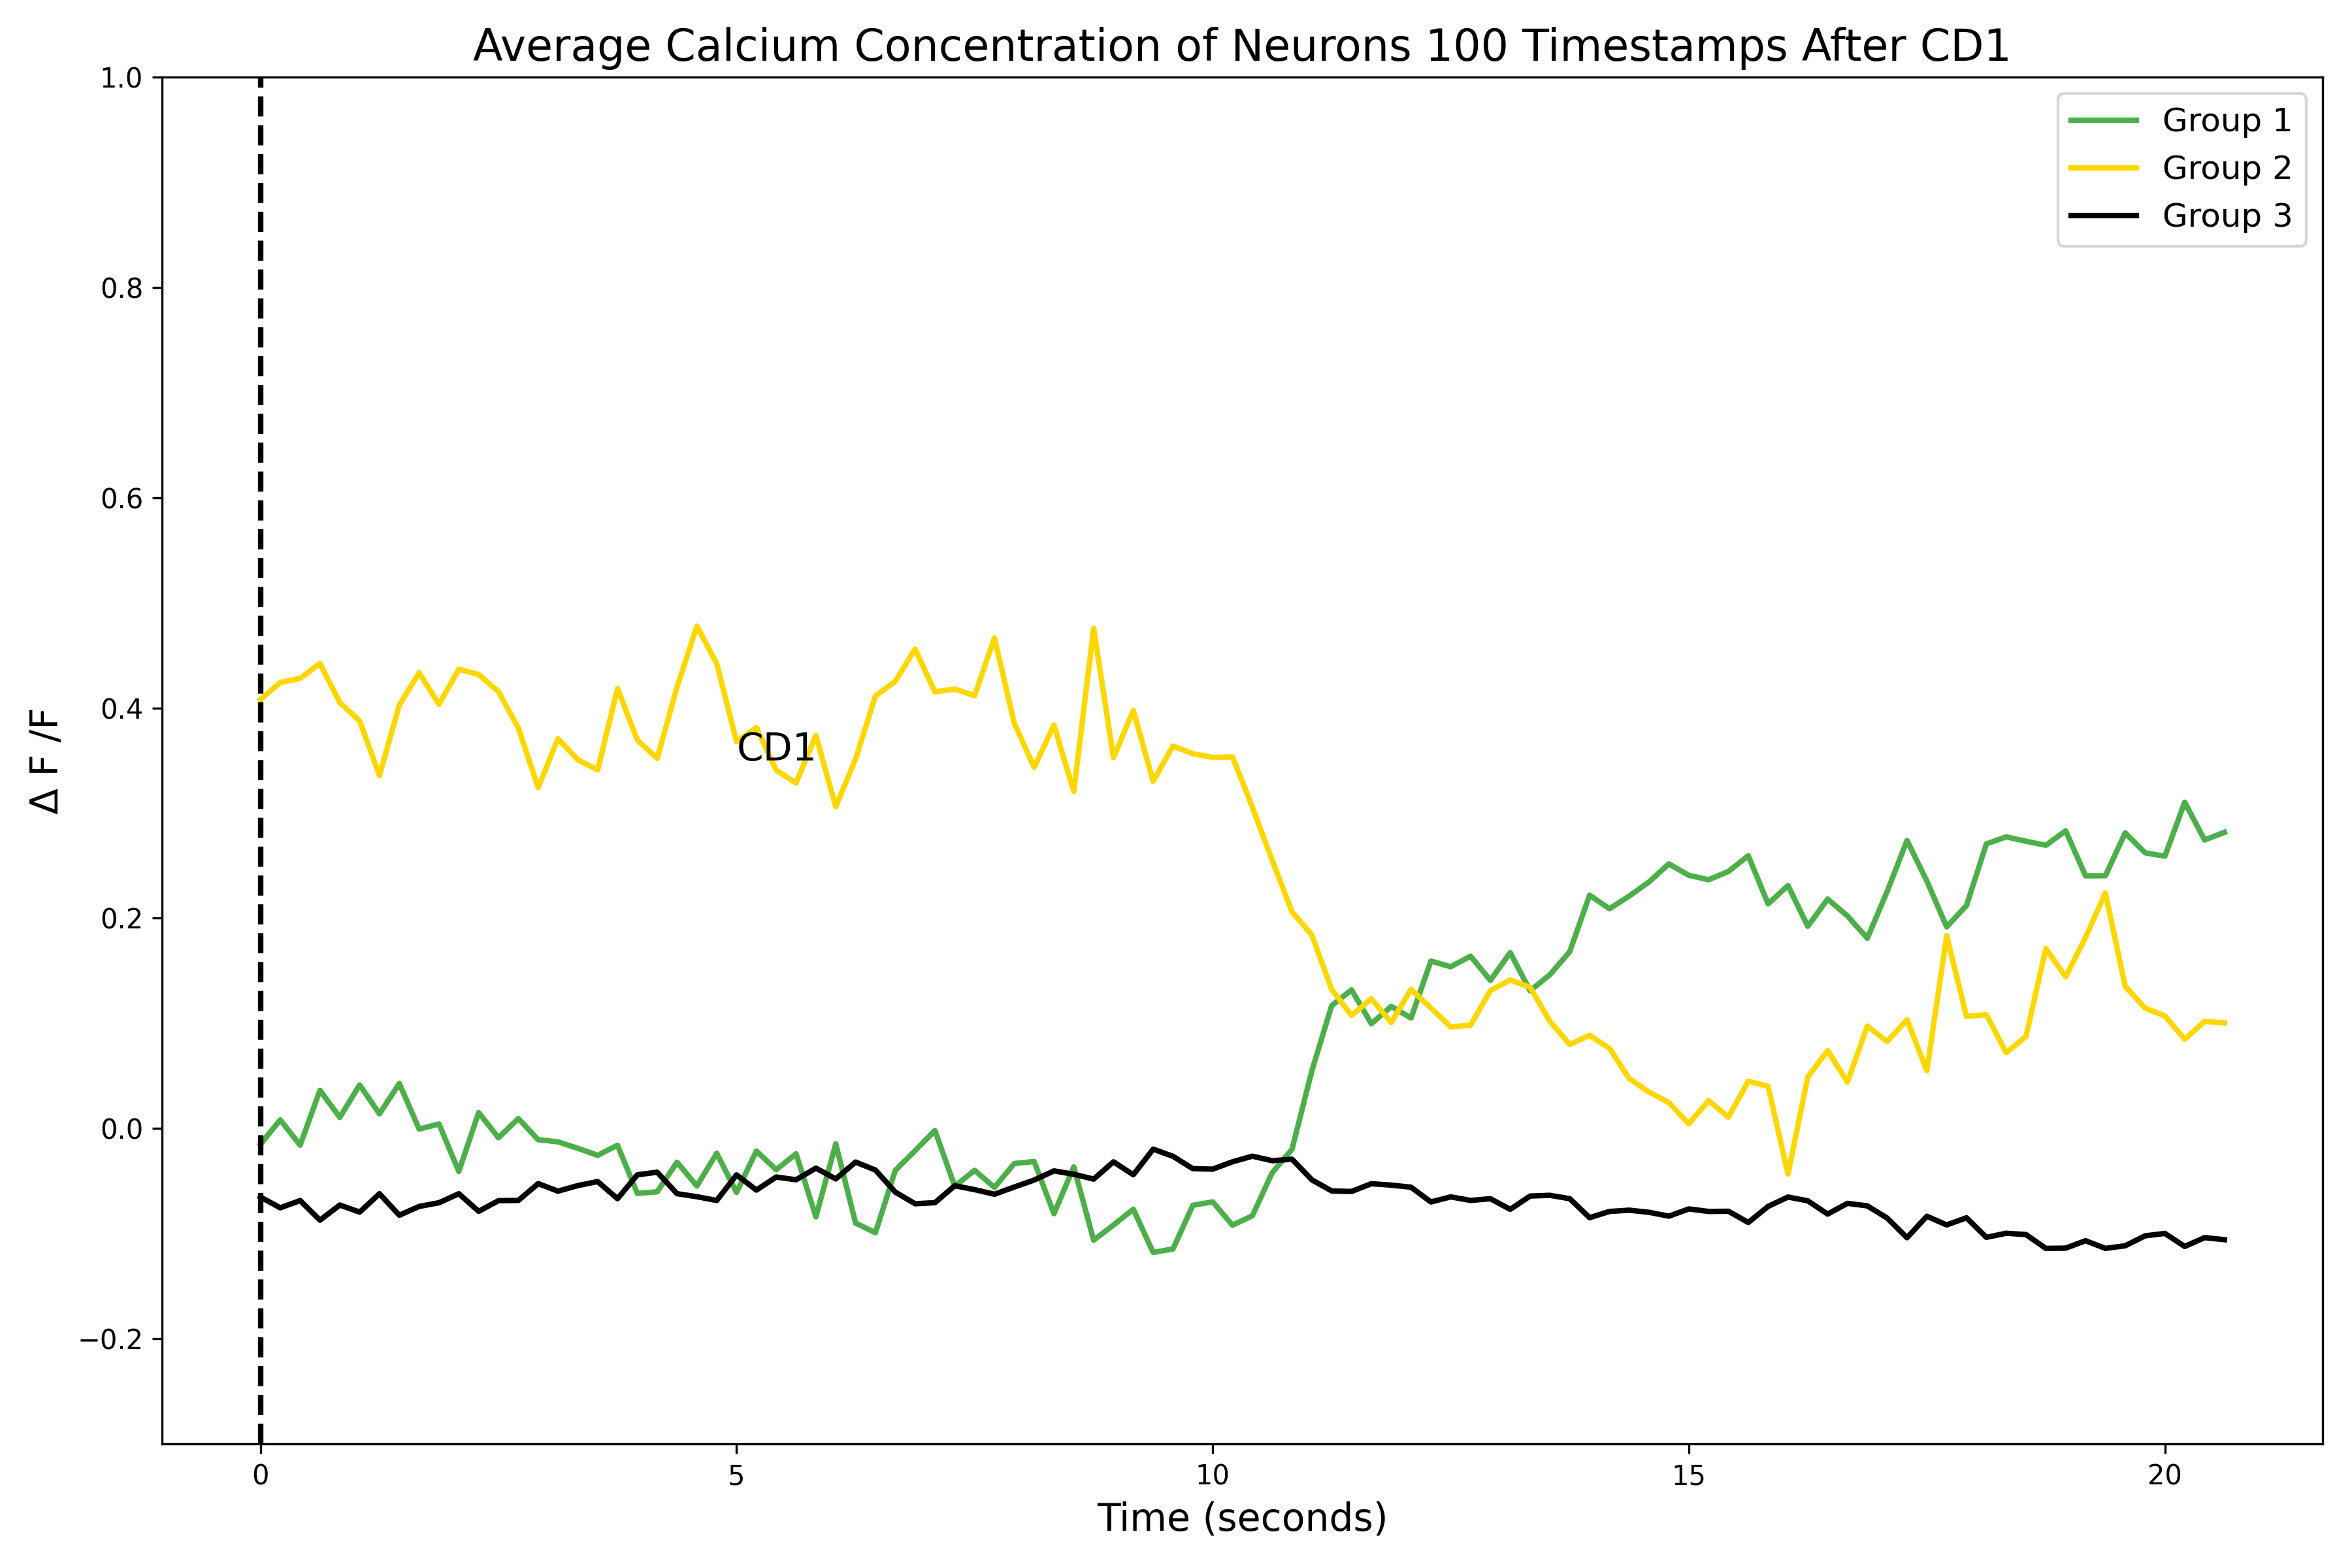 Average Calcium Concentration of Neurons 100 Timestamps After CD1
1.0
0.8
0.6
0.4
0.2
0.0
−0.2
Δ F /F
Group 1
Group 2
Group 3
CD1
0 5 10 15 20
Time (seconds)